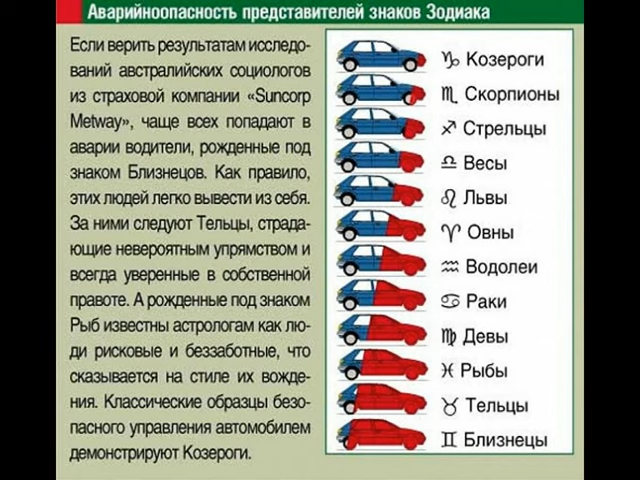 Аварийноопасность представителей знаков Зодиака
Если верить результатам исследо-
ваний австралийских социологов
из страховой компании «Suncorp
Metway», чаще всех попадают в
аварии водители, рожденные под
знаком Близнецов. Как правило,
этих людей легко вывести из себя.
За ними следуют Тельцы, страда-
ющие невероятным упрямством и
всегда уверенные в собственной
правоте. А рожденные под знаком
Рыб известны астрологам как лю-
ди рисковые и беззаботные, что
сказывается на стиле их вожде-
ния. Классические образцы безо-
пасного управления автомобилем
демонстрируют Козероги.
♑ Козероги
♏ Скорпионы
♐ Стрельцы
♎ Весы
♌ Львы
♈ Овны
♒ Водолеи
♋ Раки
♍ Девы
♓ Рыбы
♉ Тельцы
♊ Близнецы